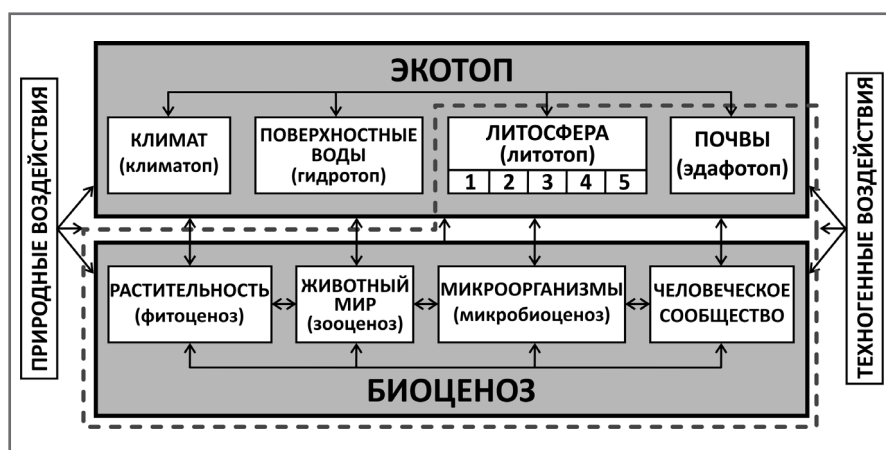 ЭКОТОП
ПРИРОДНЫЕ ВОЗДЕЙСТВИЯ
КЛИМАТ
(климатоп)
ПОВЕРХНОСТНЫЕ
ВОДЫ
(гидротоп)
ЛИТОСФЕРА
(литотоп)
1 2 3 4 5
ПОЧВЫ
(эдафотоп)
ТЕХНОГЕННЫЕ ВОЗДЕЙСТВИЯ
РАСТИТЕЛЬНОСТЬ
(фитоценоз)
ЖИВОТНЫЙ
МИР
(зооценоз)
МИКРООРГАНИЗМЫ
(микробиоценоз)
ЧЕЛОВЕЧЕСКОЕ
СООБЩЕСТВО
БИОЦЕНОЗ